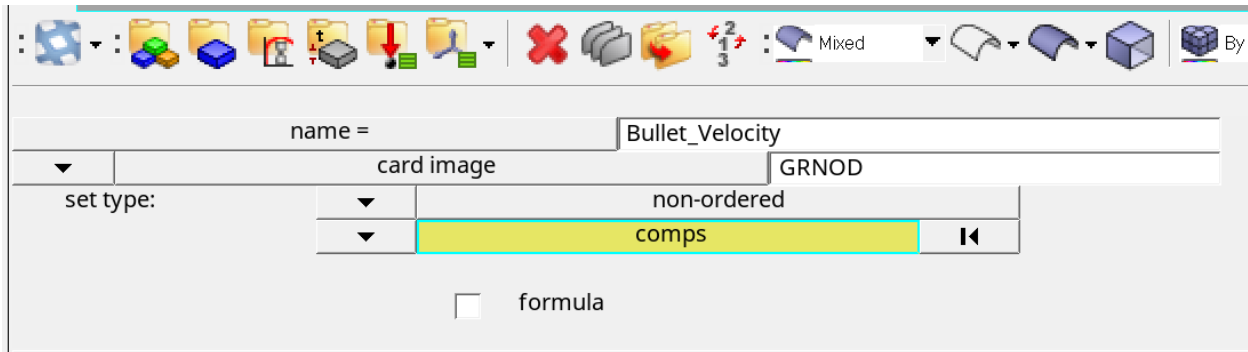 Mixed
By
name =
Bullet_Velocity
card image
GRNOD
set type:
non-ordered
comps
formula